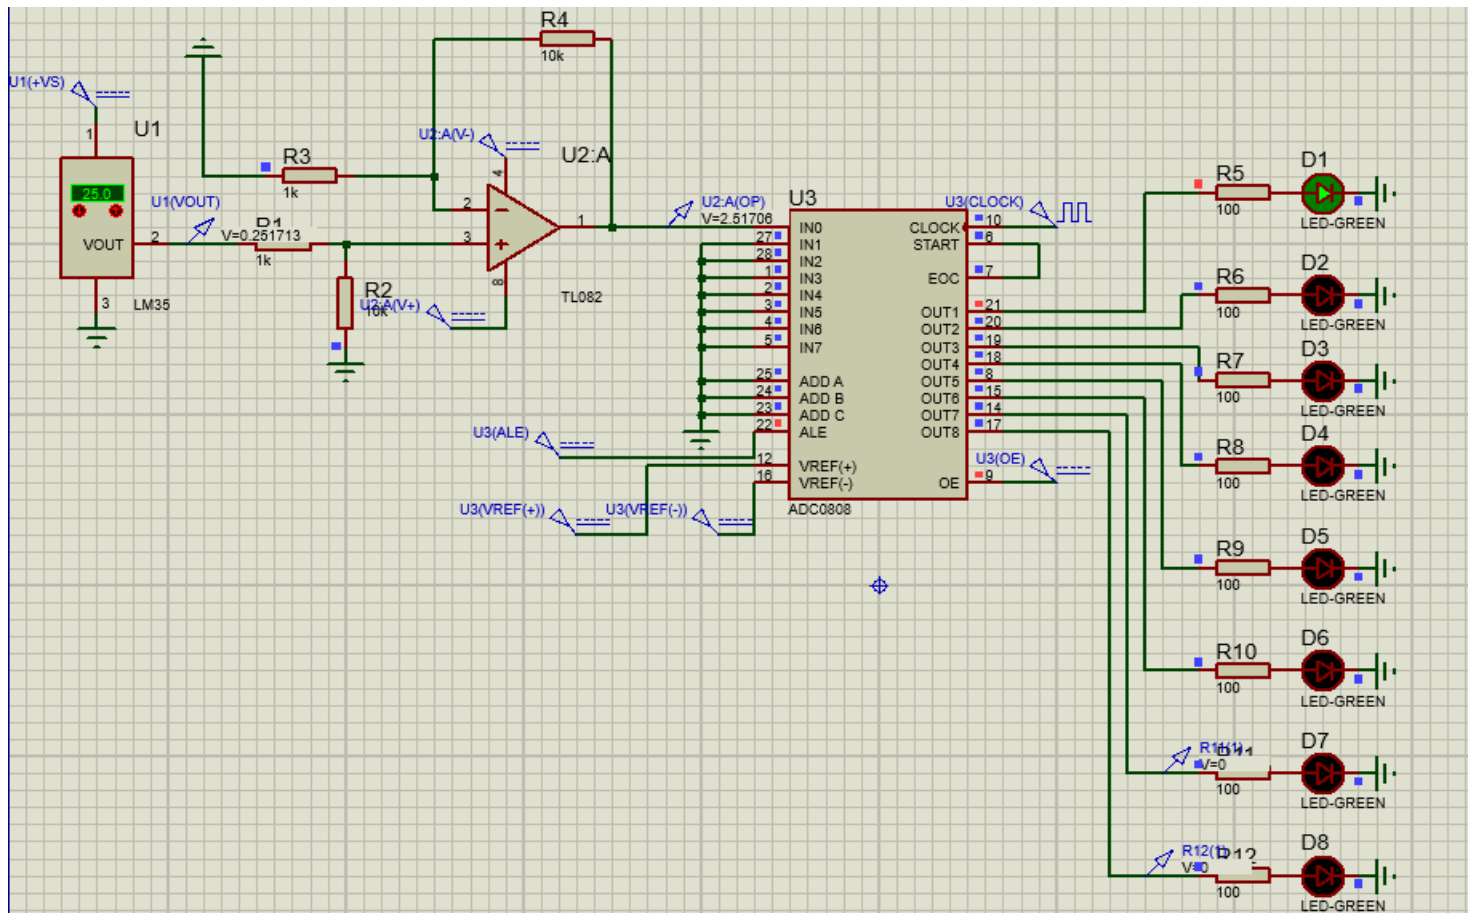 R4
10k
U1(+VS)
1
U1
25.0
VOUT
2
3
LM35
U1(VOUT)
V=0.251713
1k
R3
1k
R2
10k
U2:A(V-)
U2:A
4
2
3
1
8
TL082
U2:A(V+)
U2:A(OP)
V=2.51706
U3
U3(CLOCK)
IN0
27 IN1
28 IN2
1 IN3
2 IN4
3 IN5
4 IN6
5 IN7
25 ADD A
24 ADD B
23 ADD C
22 ALE
12 VREF(+)
16 VREF(-)
CLOCK 10
START 6
EOC 7
OUT1 21
OUT2 20
OUT3 19
OUT4 18
OUT5 8
OUT6 15
OUT7 14
OUT8 17
OE 9
ADC0808
U3(ALE)
U3(VREF(+))
U3(VREF(-))
U3(OE)
R5
100
D1
LED-GREEN
R6
100
D2
LED-GREEN
R7
100
D3
LED-GREEN
R8
100
D4
LED-GREEN
R9
100
D5
LED-GREEN
R10
100
D6
LED-GREEN
R11(1)
V=0
100
D7
LED-GREEN
R12(1)
V=0
R12
100
D8
LED-GREEN